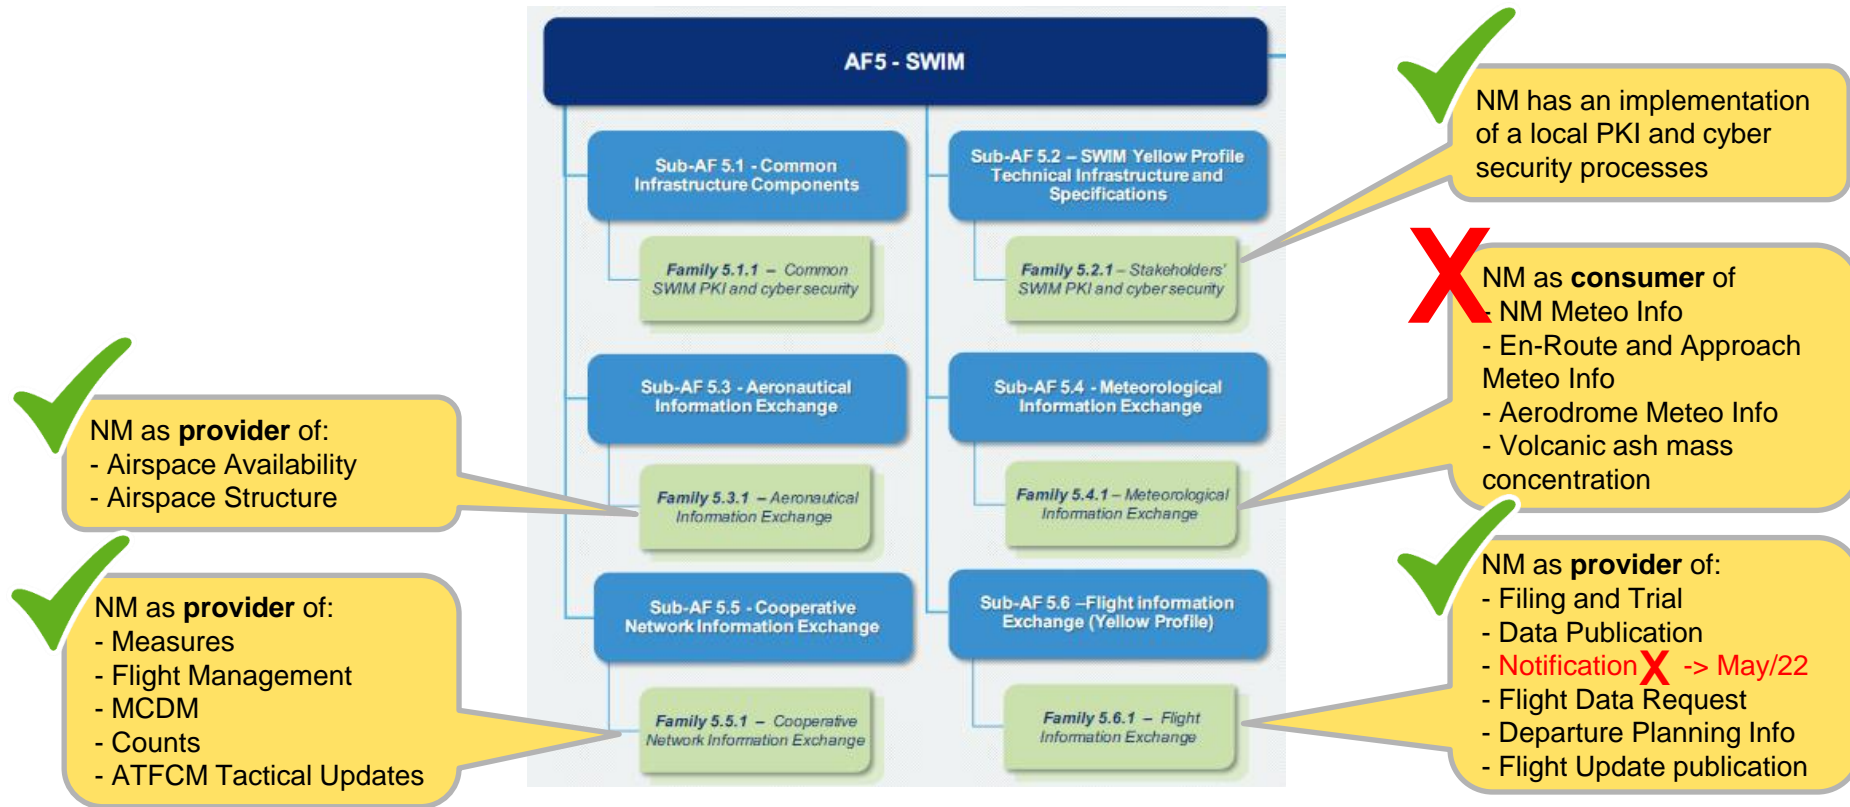 AF5 - SWIM
Sub-AF 5.1 - Common
Infrastructure Components
Sub-AF 5.2 – SWIM Yellow Profile
Technical Infrastructure and
Specifications
Family 5.1.1 – Common
SWIM PKI and cyber security
Family 5.2.1 – Stakeholders'
SWIM PKI and cyber security
Sub-AF 5.3 - Aeronautical
Information Exchange
Sub-AF 5.4 - Meteorological
Information Exchange
Family 5.3.1 – Aeronautical
Information Exchange
Family 5.4.1 – Meteorological
Information Exchange
Sub-AF 5.5 - Cooperative
Network Information Exchange
Sub-AF 5.6 –Flight information
Exchange (Yellow Profile)
Family 5.5.1 – Cooperative
Network Information Exchange
Family 5.6.1 – Flight
Information Exchange
NM as provider of:
- Airspace Availability
- Airspace Structure
NM as provider of:
- Measures
- Flight Management
- MCDM
- Counts
- ATFCM Tactical Updates
NM has an implementation
of a local PKI and cyber
security processes
X
NM as consumer of
- NM Meteo Info
- En-Route and Approach
Meteo Info
- Aerodrome Meteo Info
- Volcanic ash mass
concentration
NM as provider of:
- Filing and Trial
- Data Publication
- Notification X -> May/22
- Flight Data Request
- Departure Planning Info
- Flight Update publication